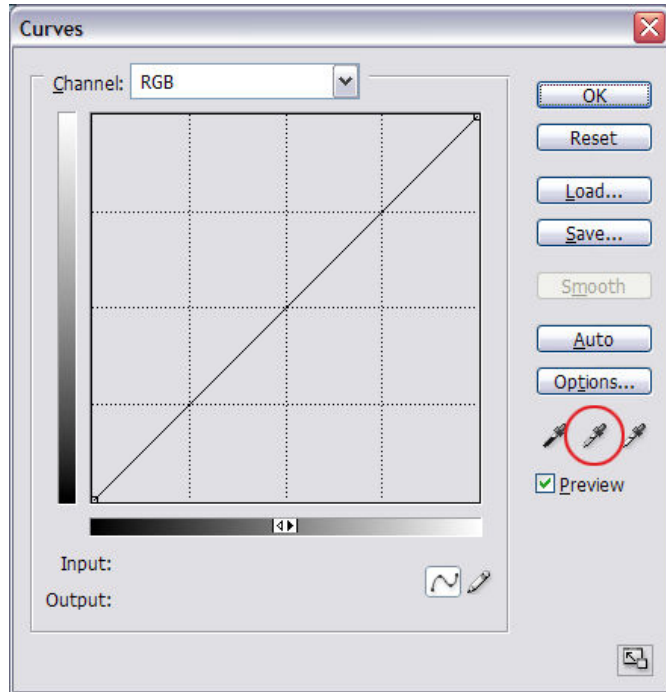 Curves
Channel: RGB
OK
Reset
Load...
Save...
Smooth
Auto
Options...
Preview
Input:
Output: